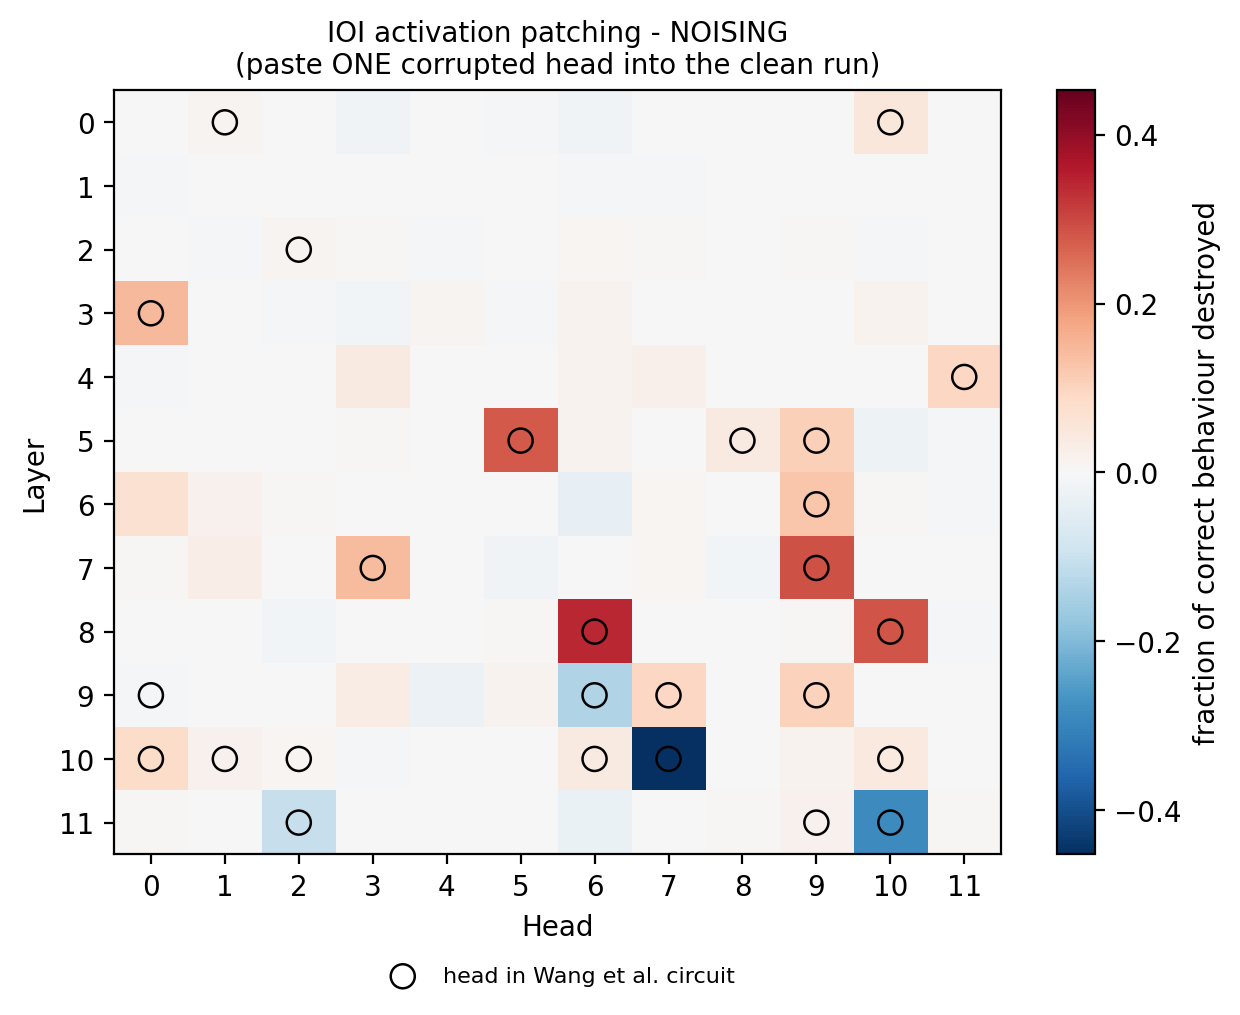 IOI activation patching - NOISING
(paste ONE corrupted head into the clean run)
0
1
2
3
4
5
6
7
8
9
10
11
Layer
0 1 2 3 4 5 6 7 8 9 10 11
Head
0.4
0.2
0.0
−0.2
−0.4
fraction of correct behaviour destroyed
head in Wang et al. circuit